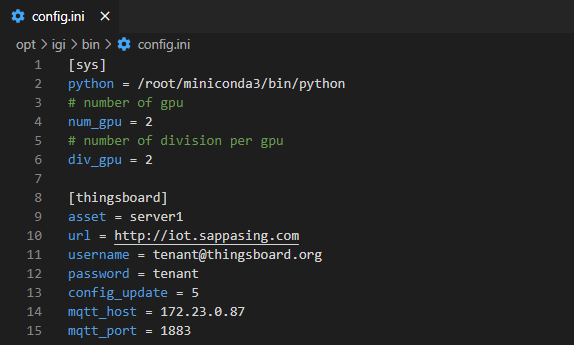 config.ini ×
opt > igi > bin > config.ini
1 [sys]
2 python = /root/miniconda3/bin/python
3 # number of gpu
4 num_gpu = 2
5 # number of division per gpu
6 div_gpu = 2
7
8 [thingsboard]
9 asset = server1
10 url = http://iot.sappasing.com
11 username = tenant@thingsboard.org
12 password = tenant
13 config_update = 5
14 mqtt_host = 172.23.0.87
15 mqtt_port = 1883